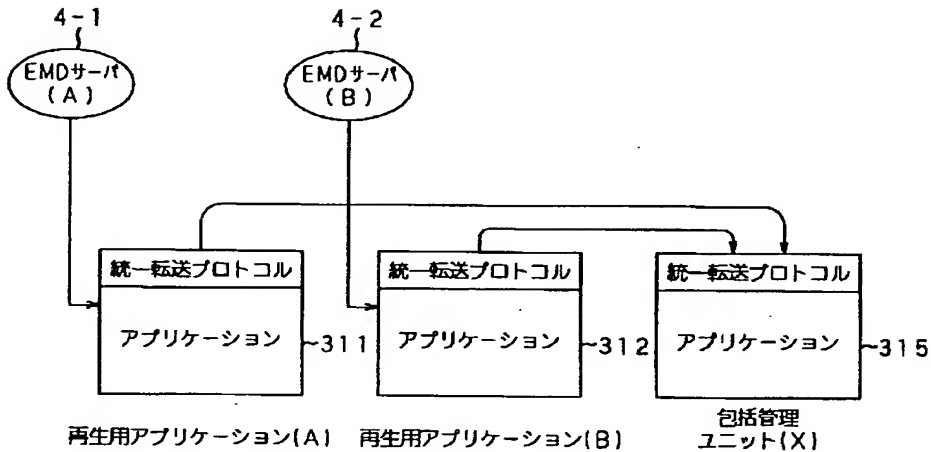 4-1
4-2
EMDサーバ
(A)
EMDサーバ
(B)
統一転送プロトコル
統一転送プロトコル
統一転送プロトコル
アプリケーション
311
アプリケーション
312
アプリケーション
315
再生用アプリケーション(A)
再生用アプリケーション(B)
包括管理
ユニット(X)